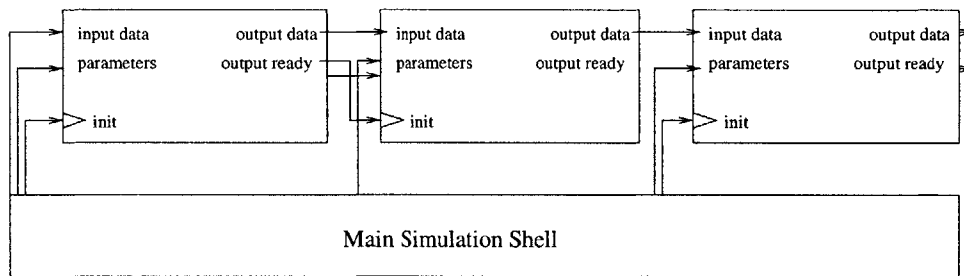 input data output data
parameters output ready
init
input data output data
parameters output ready
init
input data output data
parameters output ready
init
Main Simulation Shell